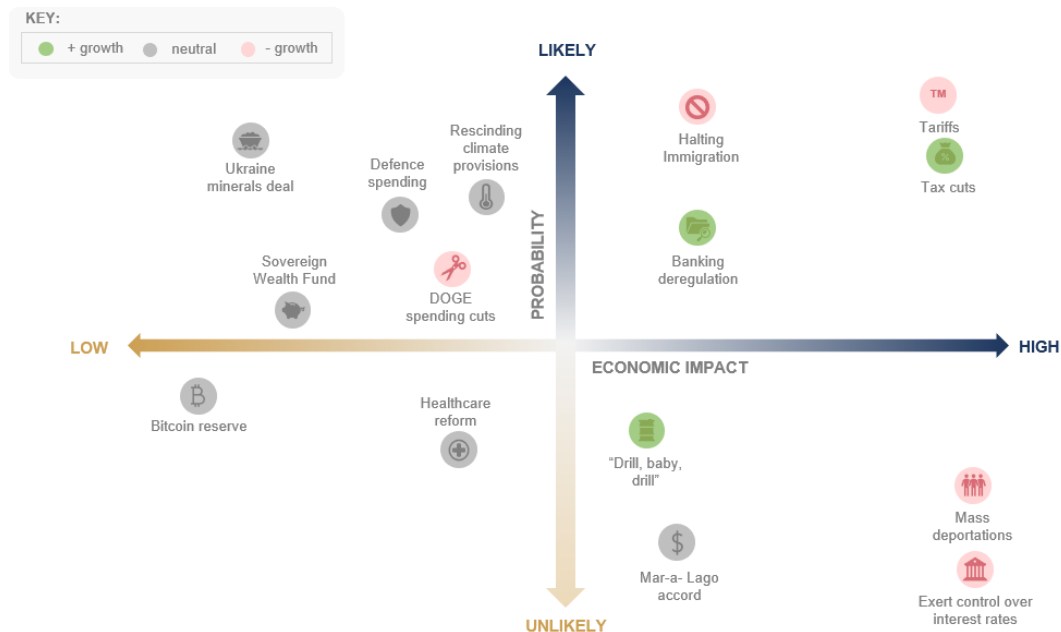 KEY:
+ growth
neutral
- growth
LIKELY
TM
Tariffs
Halting
Immigration
Rescinding
climate
provisions
Ukraine
minerals deal
Defence
spending
%
Tax cuts
PROBABILITY
Banking
deregulation
Sovereign
Wealth Fund
DOGE
spending cuts
LOW
HIGH
ECONOMIC IMPACT
Bitcoin reserve
Healthcare
reform
“Drill, baby,
drill”
Mass
deportations
$
Mar-a- Lago
accord
Exert control over
interest rates
UNLIKELY